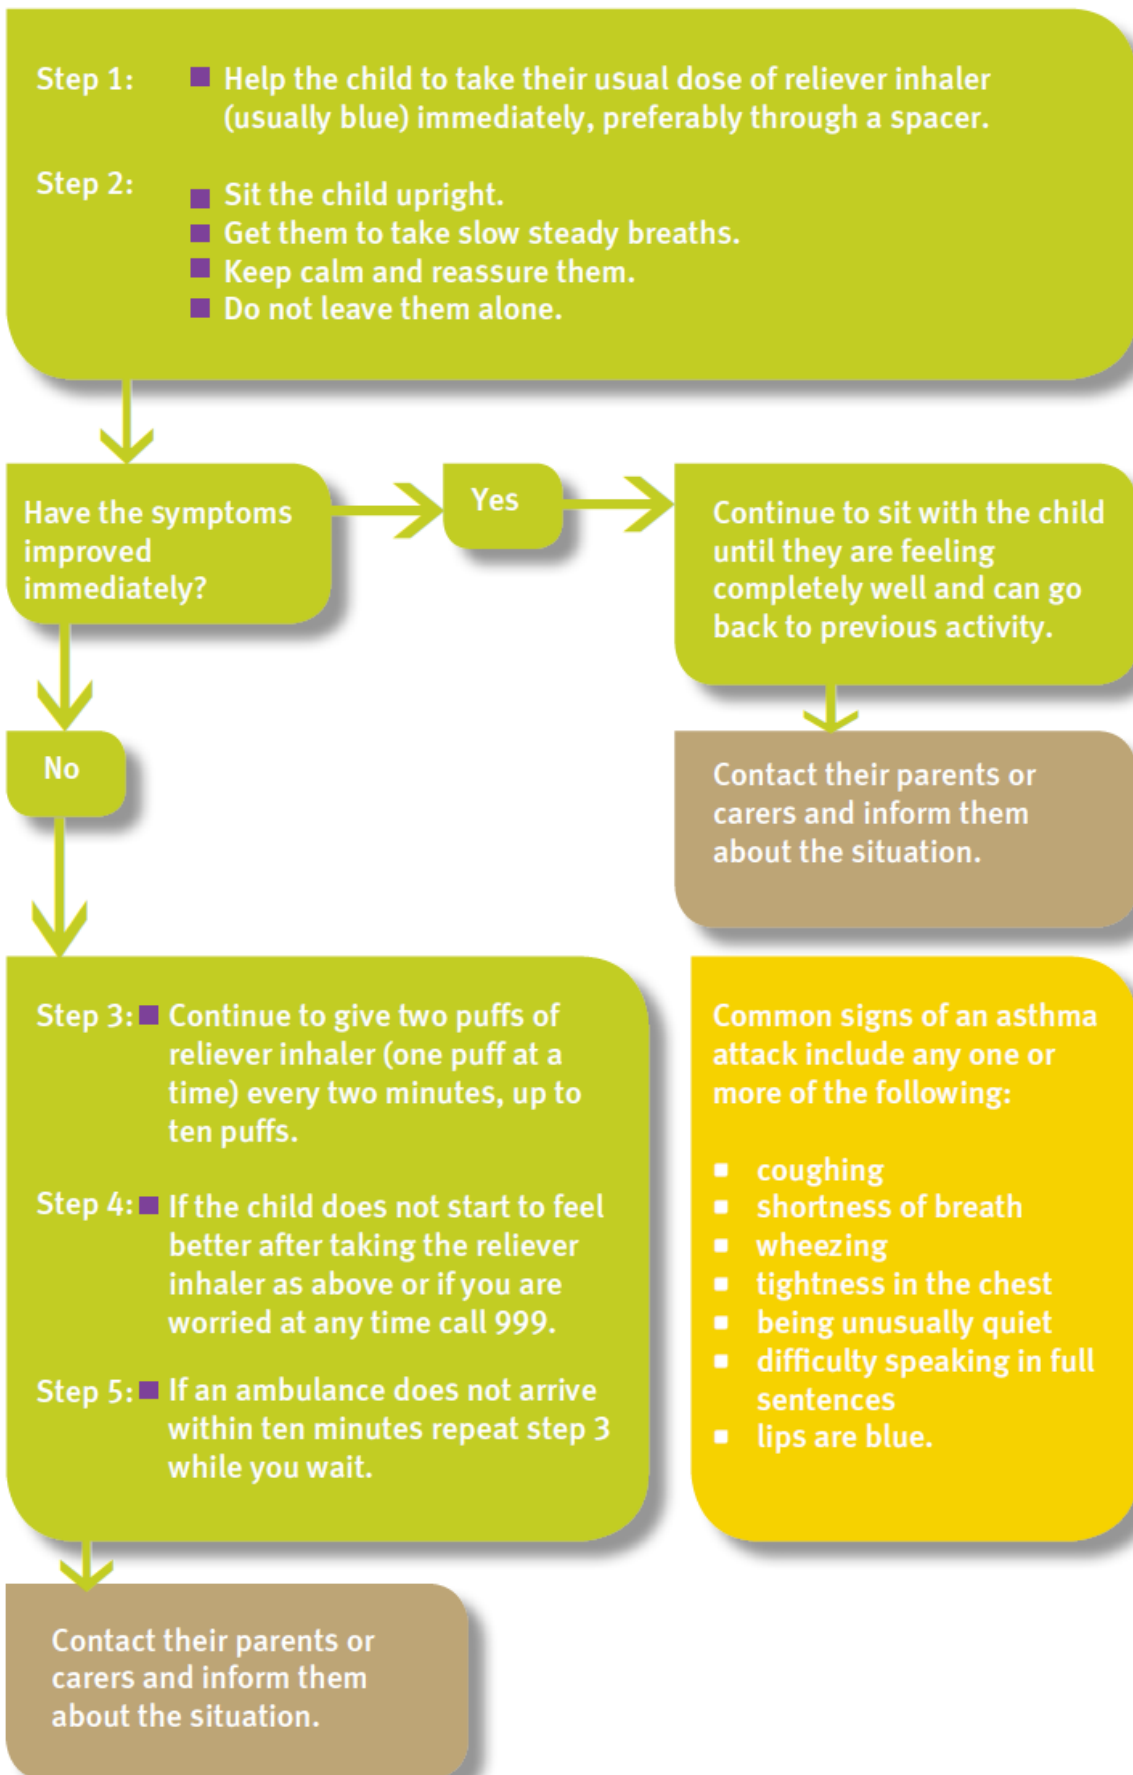 Step 1:
Help the child to take their usual dose of reliever inhaler
(usually blue) immediately, preferably through a spacer.
Step 2:
Sit the child upright.
Get them to take slow steady breaths.
Keep calm and reassure them.
Do not leave them alone.
Have the symptoms
improved
immediately?
Yes
Continue to sit with the child
until they are feeling
completely well and can go
back to previous activity.
No
Contact their parents or
carers and inform them
about the situation.
Step 3:
Continue to give two puffs of
reliever inhaler (one puff at a
time) every two minutes, up to
ten puffs.
Step 4:
If the child does not start to feel
better after taking the reliever
inhaler as above or if you are
worried at any time call 999.
Step 5:
If an ambulance does not arrive
within ten minutes repeat step 3
while you wait.
Common signs of an asthma
attack include any one or
more of the following:
coughing
shortness of breath
wheezing
tightness in the chest
being unusually quiet
difficulty speaking in full
sentences
lips are blue.
Contact their parents or
carers and inform them
about the situation.